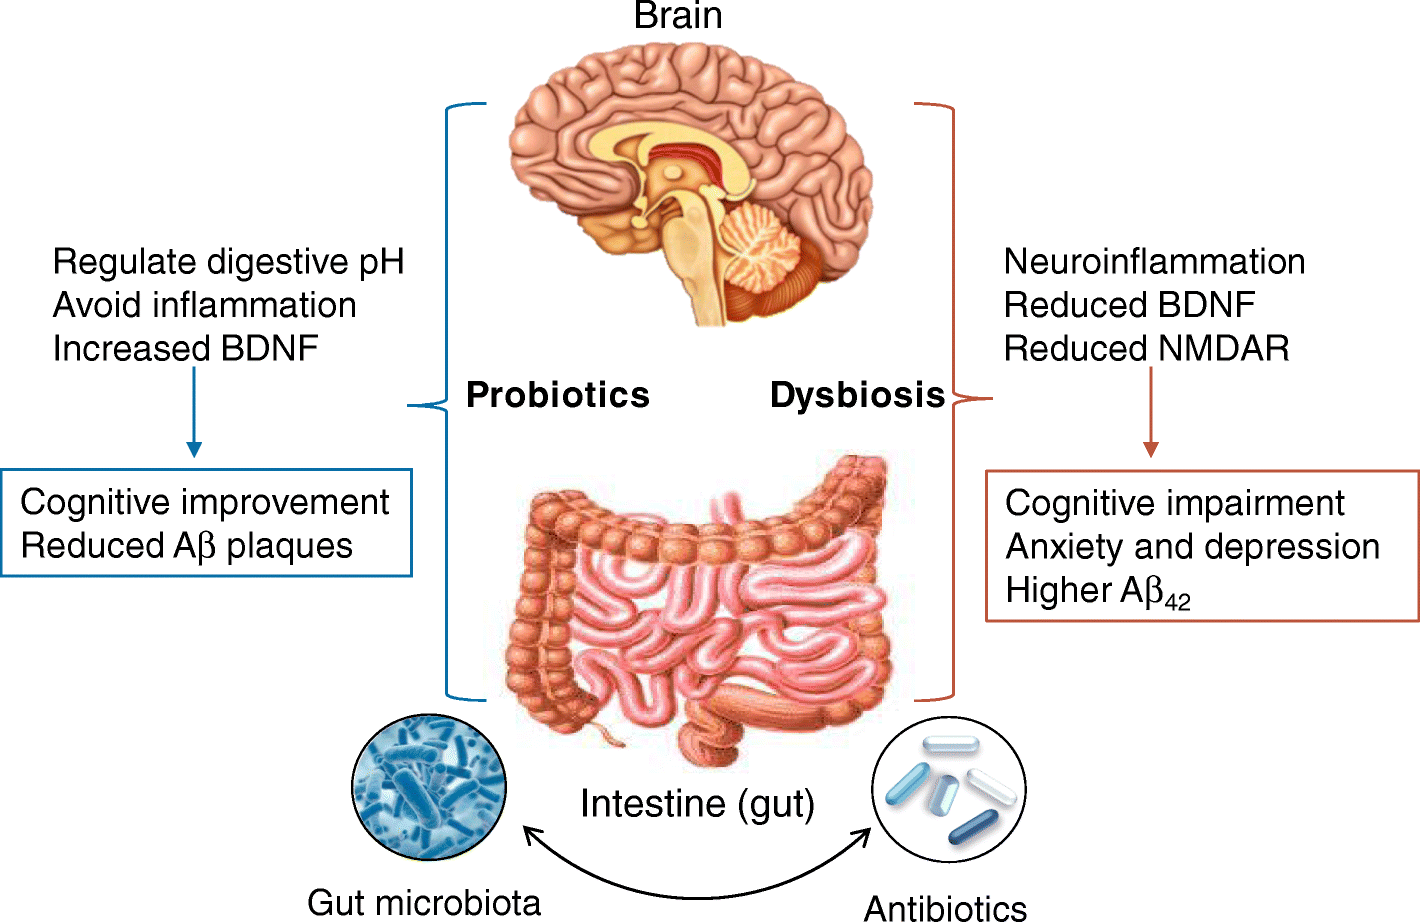 Brain
Regulate digestive pH
Avoid inflammation
Increased BDNF
Probiotics
Cognitive improvement
Reduced Aβ plaques
Dysbiosis
Neuroinflammation
Reduced BDNF
Reduced NMDAR
Cognitive impairment
Anxiety and depression
Higher Aβ₄₂
Intestine (gut)
Gut microbiota
Antibiotics